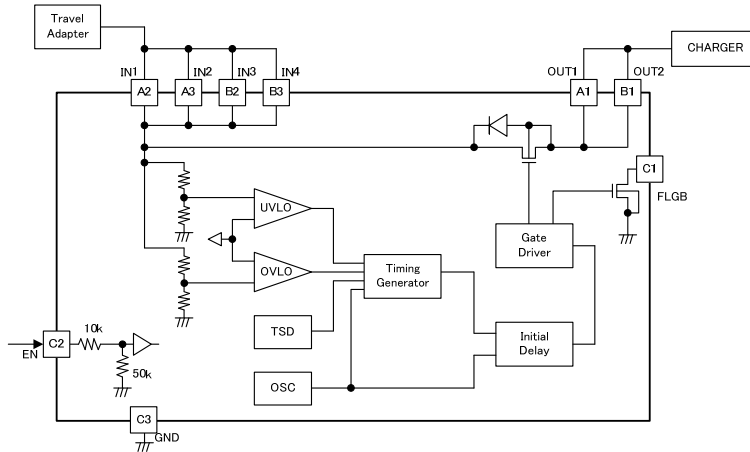 Travel
Adapter
CHARGER
IN1
IN2
IN3
IN4
OUT1
OUT2
A2
A3
B2
B3
A1
B1
C1
FLGB
UVLO
OVLO
Gate
Driver
Timing
Generator
TSD
Initial
Delay
OSC
C2
EN
10k
50k
C3
GND